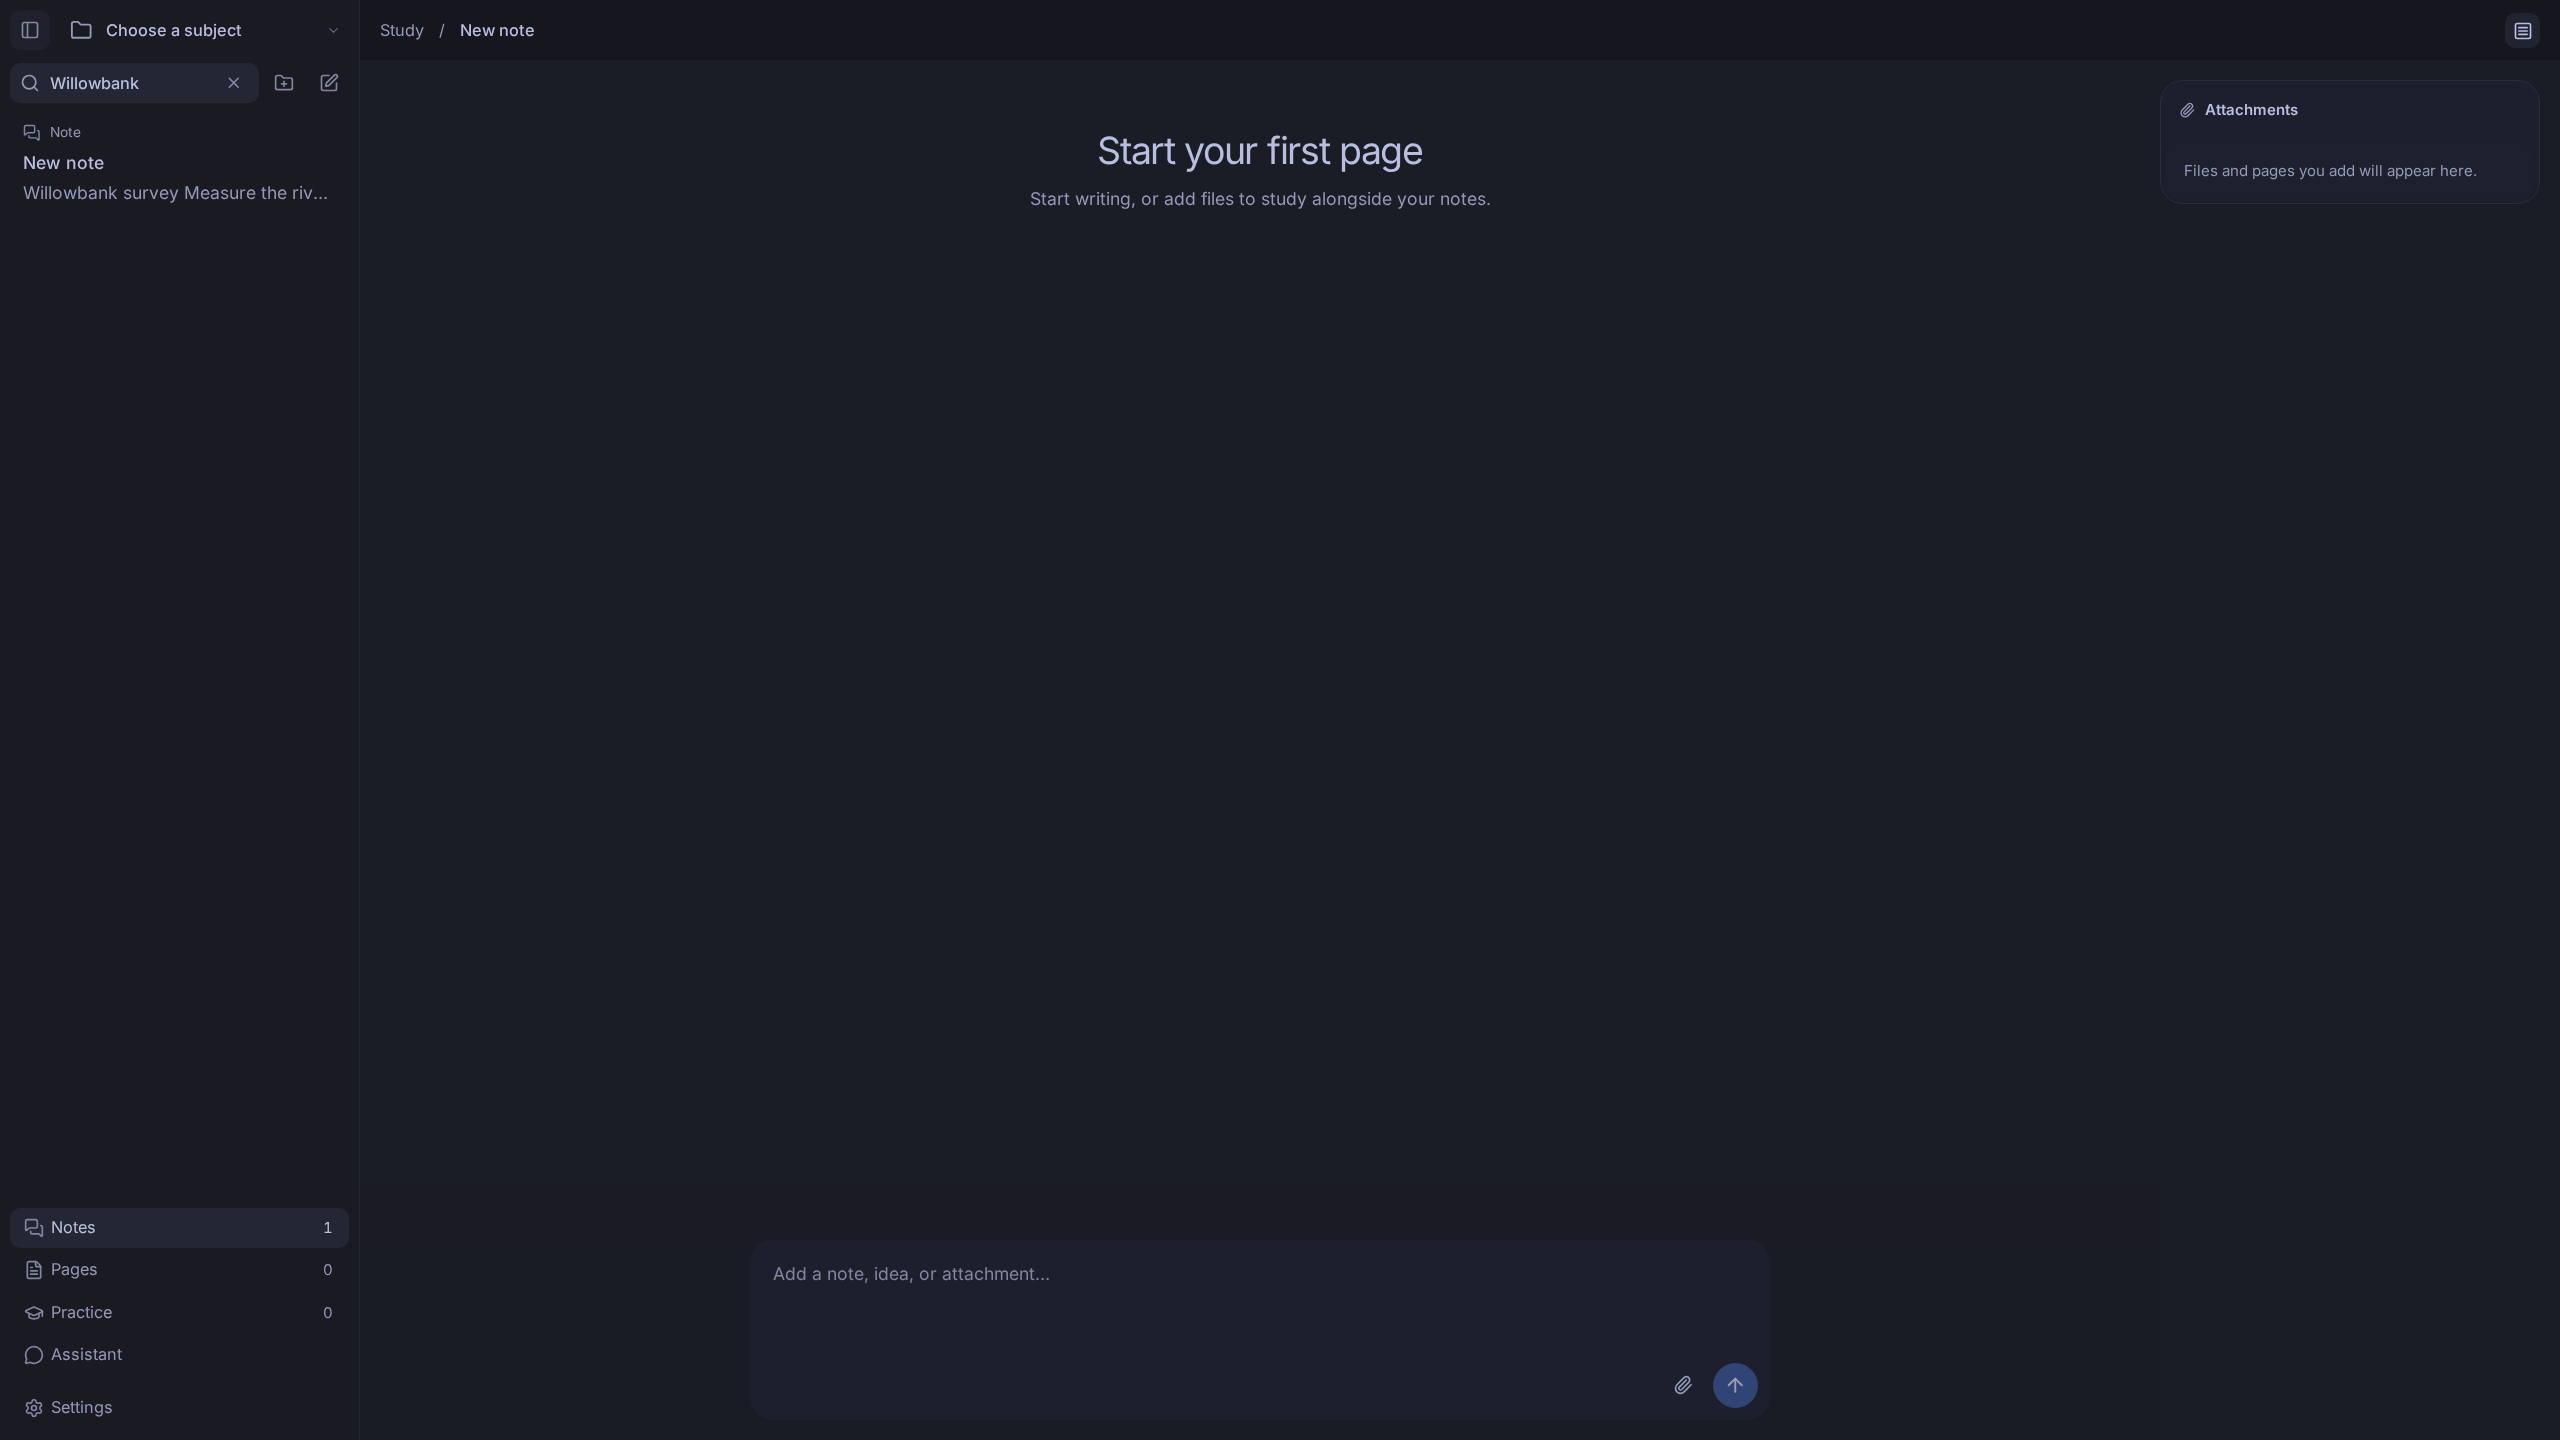 Choose a subject
Study / New note
Willowbank
Note
New note
Willowbank survey Measure the riv...
Start your first page
Start writing, or add files to study alongside your notes.
Attachments
Files and pages you add will appear here.
Notes 1
Pages 0
Practice 0
Assistant
Settings
Add a note, idea, or attachment...